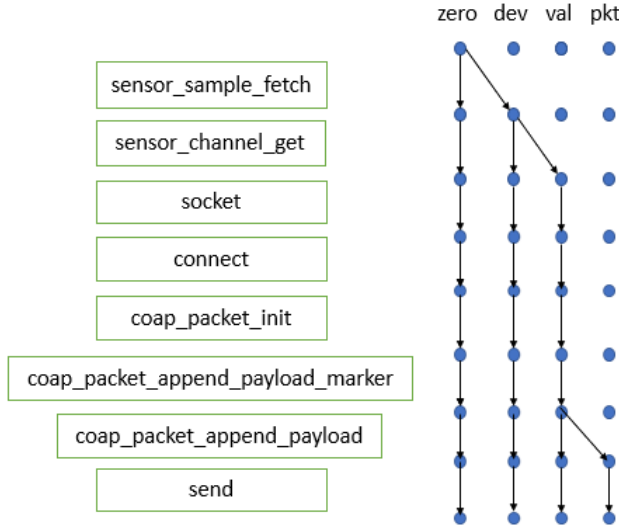 zero dev val pkt
sensor_sample_fetch
sensor_channel_get
socket
connect
coap_packet_init
coap_packet_append_payload_marker
coap_packet_append_payload
send